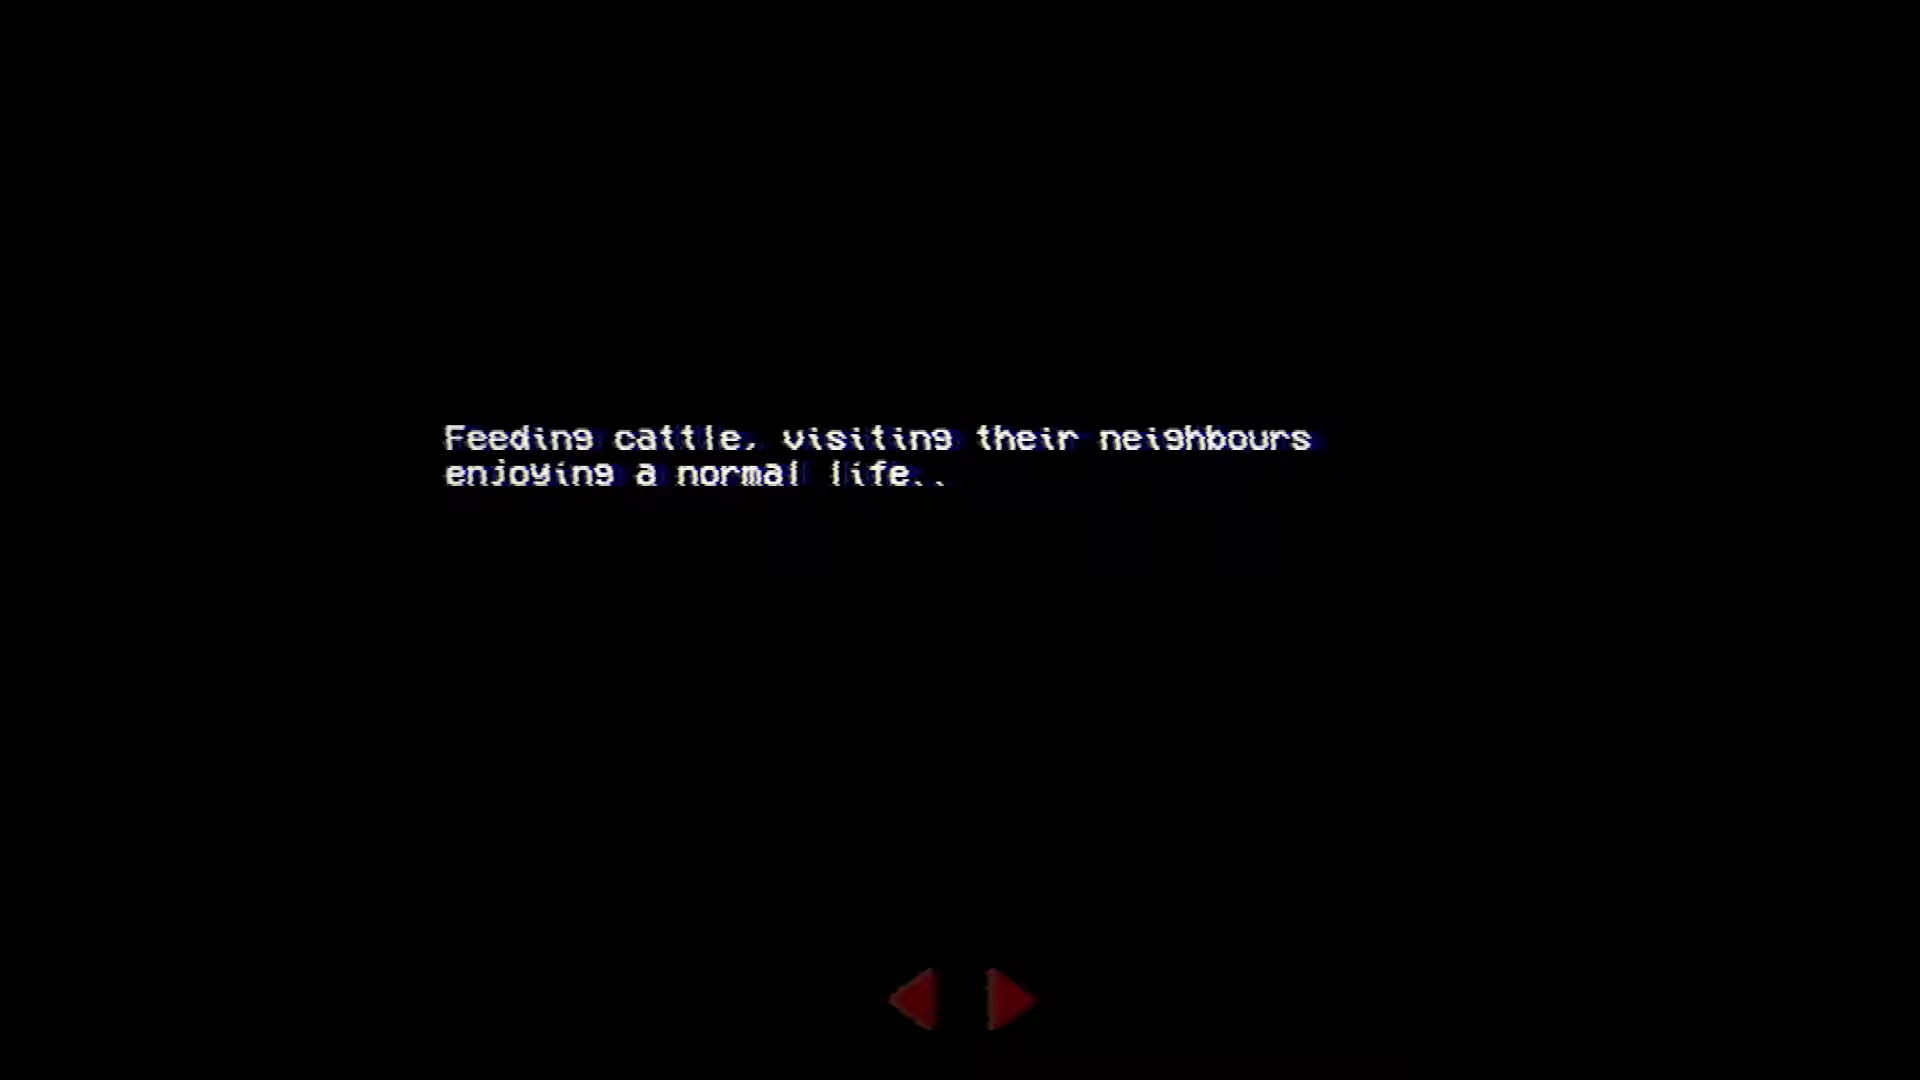 Feeding cattle, visiting their neighbours
enjoying a normal life..